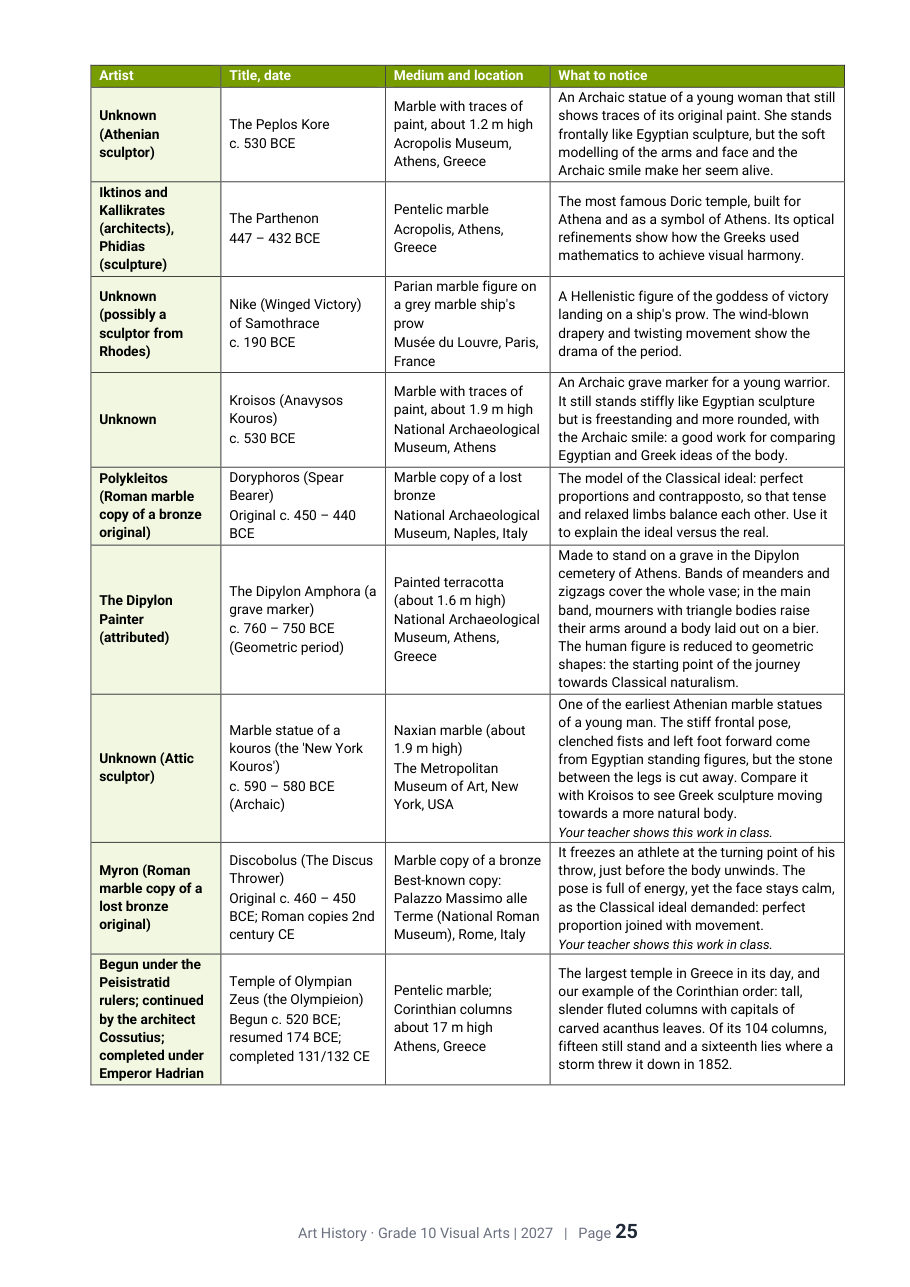 Artist
Title, date
Medium and location
What to notice
Unknown
(Athenian
sculptor)
The Peplos Kore
c. 530 BCE
Marble with traces of
paint, about 1.2 m high
Acropolis Museum,
Athens, Greece
An Archaic statue of a young woman that still
shows traces of its original paint. She stands
frontally like Egyptian sculpture, but the soft
modelling of the arms and face and the
Archaic smile make her seem alive.
Iktinos and
Kallikrates
(architects),
Phidias
(sculpture)
The Parthenon
447 – 432 BCE
Pentelic marble
Acropolis, Athens,
Greece
The most famous Doric temple, built for
Athena and as a symbol of Athens. Its optical
refinements show how the Greeks used
mathematics to achieve visual harmony.
Unknown
(possibly a
sculptor from
Rhodes)
Nike (Winged Victory)
of Samothrace
c. 190 BCE
Parian marble figure on
a grey marble ship's
prow
Musée du Louvre, Paris,
France
A Hellenistic figure of the goddess of victory
landing on a ship's prow. The wind-blown
drapery and twisting movement show the
drama of the period.
Unknown
Kroisos (Anavysos
Kouros)
c. 530 BCE
Marble with traces of
paint, about 1.9 m high
National Archaeological
Museum, Athens
An Archaic grave marker for a young warrior.
It still stands stiffly like Egyptian sculpture
but is freestanding and more rounded, with
the Archaic smile: a good work for comparing
Egyptian and Greek ideas of the body.
Polykleitos
(Roman marble
copy of a bronze
original)
Doryphoros (Spear
Bearer)
Original c. 450 – 440
BCE
Marble copy of a lost
bronze
National Archaeological
Museum, Naples, Italy
The model of the Classical ideal: perfect
proportions and contrapposto, so that tense
and relaxed limbs balance each other. Use it
to explain the ideal versus the real.
The Dipylon
Painter
(attributed)
The Dipylon Amphora (a
grave marker)
c. 760 – 750 BCE
(Geometric period)
Painted terracotta
(about 1.6 m high)
National Archaeological
Museum, Athens,
Greece
Made to stand on a grave in the Dipylon
cemetery of Athens. Bands of meanders and
zigzags cover the whole vase; in the main
band, mourners with triangle bodies raise
their arms around a body laid out on a bier.
The human figure is reduced to geometric
shapes: the starting point of the journey
towards Classical naturalism.
Unknown (Attic
sculptor)
Marble statue of a
kouros (the 'New York
Kouros')
c. 590 – 580 BCE
(Archaic)
Naxian marble (about
1.9 m high)
The Metropolitan
Museum of Art, New
York, USA
One of the earliest Athenian marble statues
of a young man. The stiff frontal pose,
clenched fists and left foot forward come
from Egyptian standing figures, but the stone
between the legs is cut away. Compare it
with Kroisos to see Greek sculpture moving
towards a more natural body.
Your teacher shows this work in class.
Myron (Roman
marble copy of a
lost bronze
original)
Discobolus (The Discus
Thrower)
Original c. 460 – 450
BCE; Roman copies 2nd
century CE
Marble copy of a bronze
Best-known copy:
Palazzo Massimo alle
Terme (National Roman
Museum), Rome, Italy
It freezes an athlete at the turning point of his
throw, just before the body unwinds. The
pose is full of energy, yet the face stays calm,
as the Classical ideal demanded: perfect
proportion joined with movement.
Your teacher shows this work in class.
Begun under the
Peisistratid
rulers; continued
by the architect
Cossutius;
completed under
Emperor Hadrian
Temple of Olympian
Zeus (the Olympieion)
Begun c. 520 BCE;
resumed 174 BCE;
completed 131/132 CE
Pentelic marble;
Corinthian columns
about 17 m high
Athens, Greece
The largest temple in Greece in its day, and
our example of the Corinthian order: tall,
slender fluted columns with capitals of
carved acanthus leaves. Of its 104 columns,
fifteen still stand and a sixteenth lies where a
storm threw it down in 1852.
Art History · Grade 10 Visual Arts | 2027 | Page 25